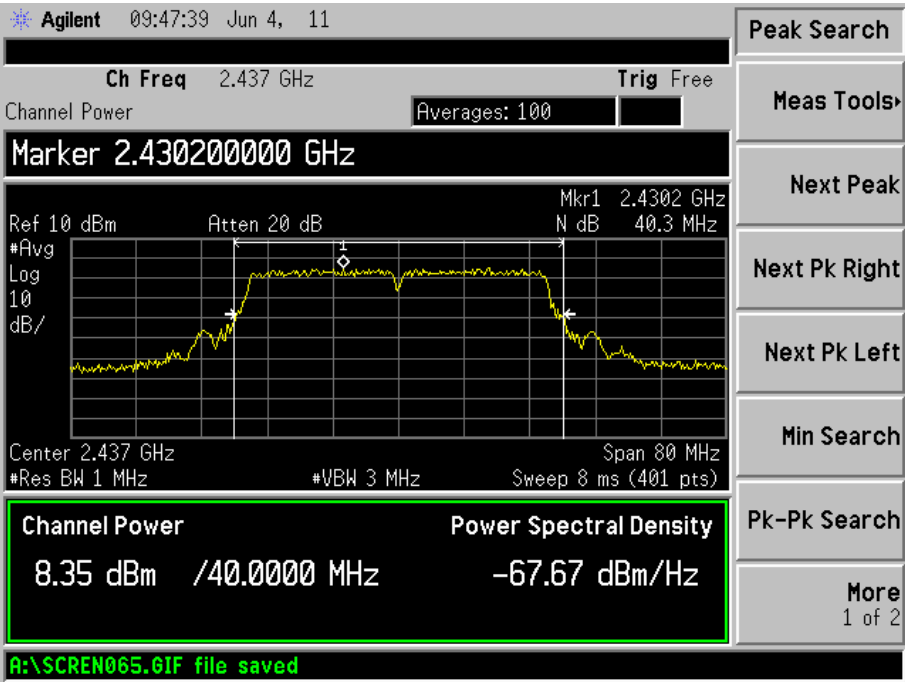 Agilent 09:47:39 Jun 4, 11
Peak Search
Ch Freq 2.437 GHz Trig Free
Channel Power Averages: 100
Meas Tools▸
Marker 2.430200000 GHz
Next Peak
Mkr1 2.4302 GHz
Ref 10 dBm Atten 20 dB N dB 40.3 MHz
#Avg
1
Log
10
dB/
Next Pk Right
Next Pk Left
Min Search
Center 2.437 GHz Span 80 MHz
#Res BW 1 MHz #VBW 3 MHz Sweep 8 ms (401 pts)
Channel Power Power Spectral Density
Pk-Pk Search
8.35 dBm /40.0000 MHz -67.67 dBm/Hz
More
1 of 2
A:\SCREN065.GIF file saved